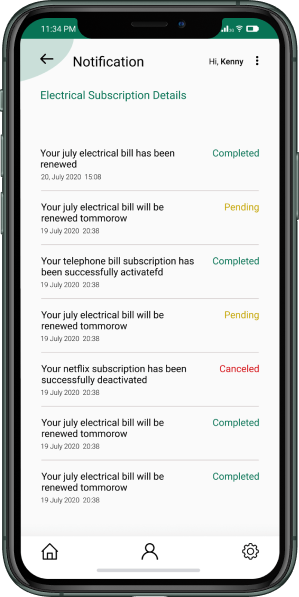 11:34 PM
Notification
Hi, Kenny
Electrical Subscription Details
Your july electrical bill has been
renewed
Completed
20, July 2020 15:08
Your july electrical bill will be
renewed tommorow
Pending
19 July 2020 20:38
Your telephone bill subscription has
been successfully activatefd
Completed
19 July 2020 20:38
Your july electrical bill will be
renewed tommorow
Pending
19 July 2020 20:38
Your netflix subscription has been
successfully deactivated
Canceled
19 July 2020 20:38
Your july electrical bill will be
renewed tommorow
Completed
19 July 2020 20:38
Your july electrical bill will be
renewed tommorow
Completed
19 July 2020 20:38